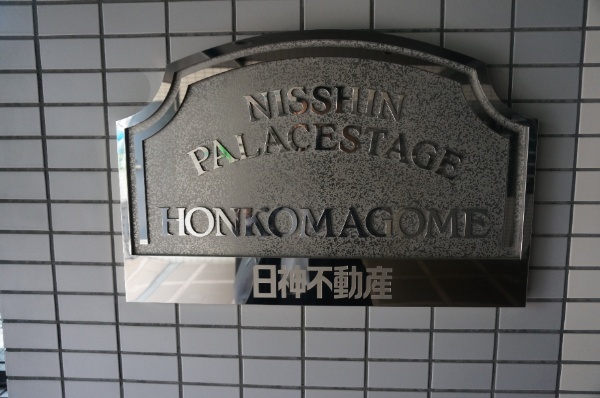 NISSHIN
PALACESTAGE
HONKOMAGOME
日神不動産